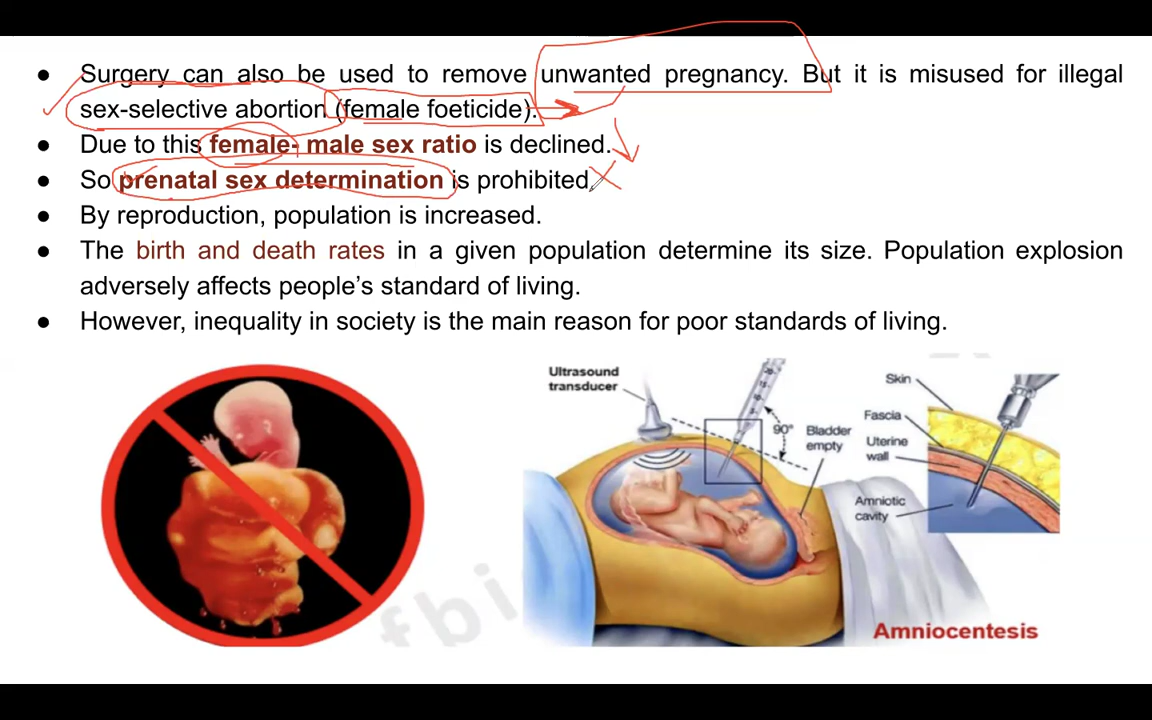 ● Surgery can also be used to remove unwanted pregnancy. But it is misused for illegal
sex-selective abortion (female foeticide).
● Due to this female- male sex ratio is declined.
● So prenatal sex determination is prohibited
● By reproduction, population is increased.
● The birth and death rates in a given population determine its size. Population explosion
adversely affects people's standard of living.
● However, inequality in society is the main reason for poor standards of living.
Ultrasound
transducer
90°
Bladder
empty
Skin
Fascia
Uterine
wall
Amniotic
cavity
fbi
Amniocentesis